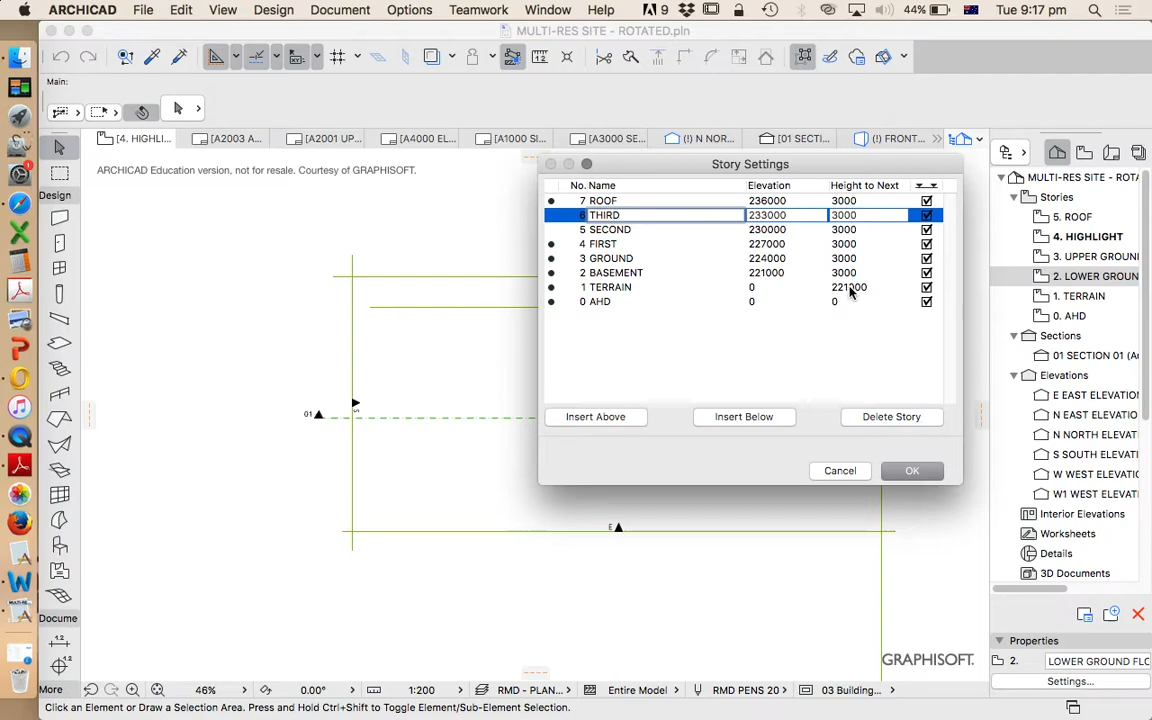 ARCHICAD File Edit View Design Document Options Teamwork Window Help 9 44% Tue 9:17 pm
MULTI-RES SITE - ROTATED.pln
Main:
[4. HIGHLI... [A2003 A... [A2001 UP... [A4000 EL... [A1000 SI... [A3000 SE... (!) N NOR... [01 SECTI... (!) FRONT...
ARCHICAD Education version, not for resale. Courtesy of GRAPHISOFT.
Design
Docume
More
Story Settings
No. Name Elevation Height to Next
7 ROOF 236000 3000
6 THIRD 233000 3000
5 SECOND 230000 3000
4 FIRST 227000 3000
3 GROUND 224000 3000
2 BASEMENT 221000 3000
1 TERRAIN 0 221000
0 AHD 0 0
Insert Above Insert Below Delete Story
Cancel OK
01
E
GRAPHISOFT.
MULTI-RES SITE - ROTA
Stories
5. ROOF
4. HIGHLIGHT
3. UPPER GROUN
2. LOWER GROUN
1. TERRAIN
0. AHD
Sections
01 SECTION 01 (Au
Elevations
E EAST ELEVATION
N EAST ELEVATION
N NORTH ELEVATI
S SOUTH ELEVATI
W WEST ELEVATIO
W1 WEST ELEVATI
Interior Elevations
Worksheets
Details
3D Documents
Properties
2. LOWER GROUND FLO
Settings...
46% 0.00° 1:200 RMD - PLAN... Entire Model RMD PENS 20 03 Building...
Click an Element or Draw a Selection Area. Press and Hold Ctrl+Shift to Toggle Element/Sub-Element Selection.